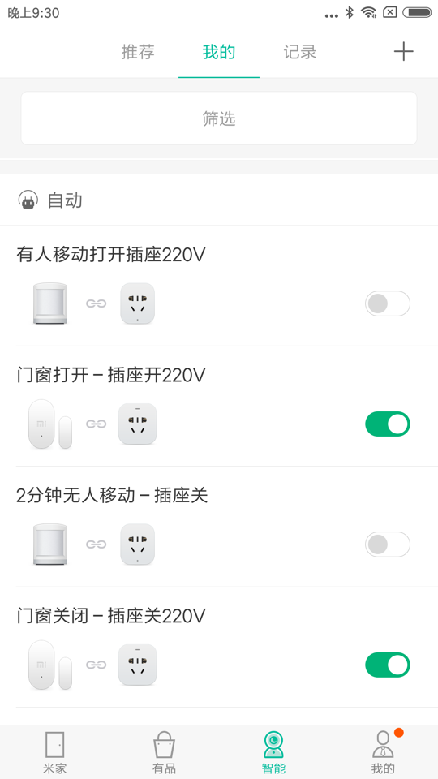 晚上9:30
推荐 我的 记录
筛选
自动
有人移动打开插座220V
门窗打开–插座开220V
2分钟无人移动–插座关
门窗关闭–插座关220V
米家 有品 智能 我的